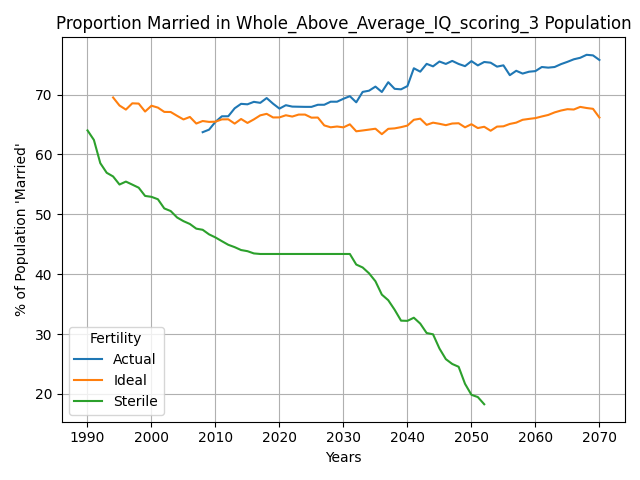 Proportion Married in Whole_Above_Average_IQ_scoring_3 Population
% of Population 'Married'
70
60
50
40
30
20
Fertility
Actual
Ideal
Sterile
1990 2000 2010 2020 2030 2040 2050 2060 2070
Years